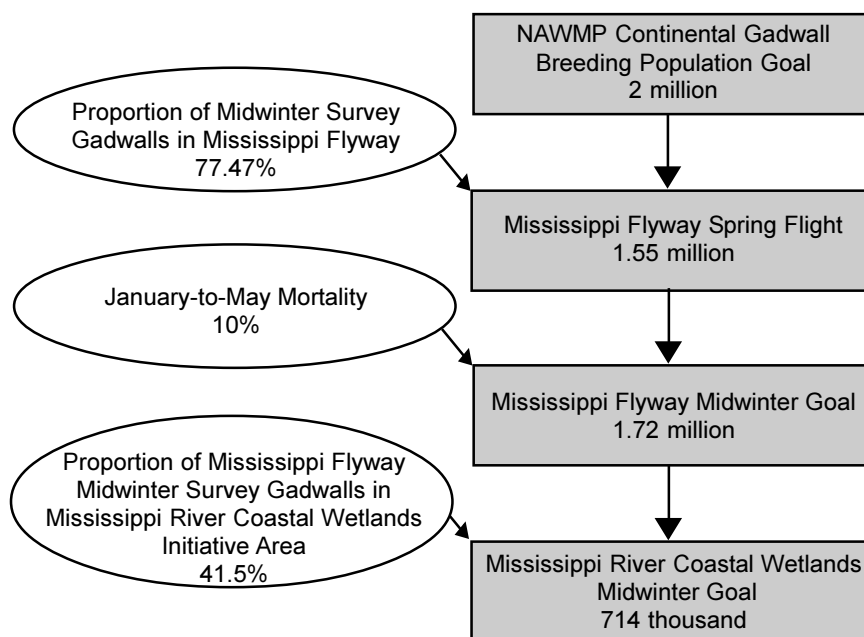 NAWMP Continental Gadwall
Breeding Population Goal
2 million
Proportion of Midwinter Survey
Gadwalls in Mississippi Flyway
77.47%
Mississippi Flyway Spring Flight
1.55 million
January-to-May Mortality
10%
Mississippi Flyway Midwinter Goal
1.72 million
Proportion of Mississippi Flyway
Midwinter Survey Gadwalls in
Mississippi River Coastal Wetlands
Initiative Area
41.5%
Mississippi River Coastal Wetlands
Midwinter Goal
714 thousand